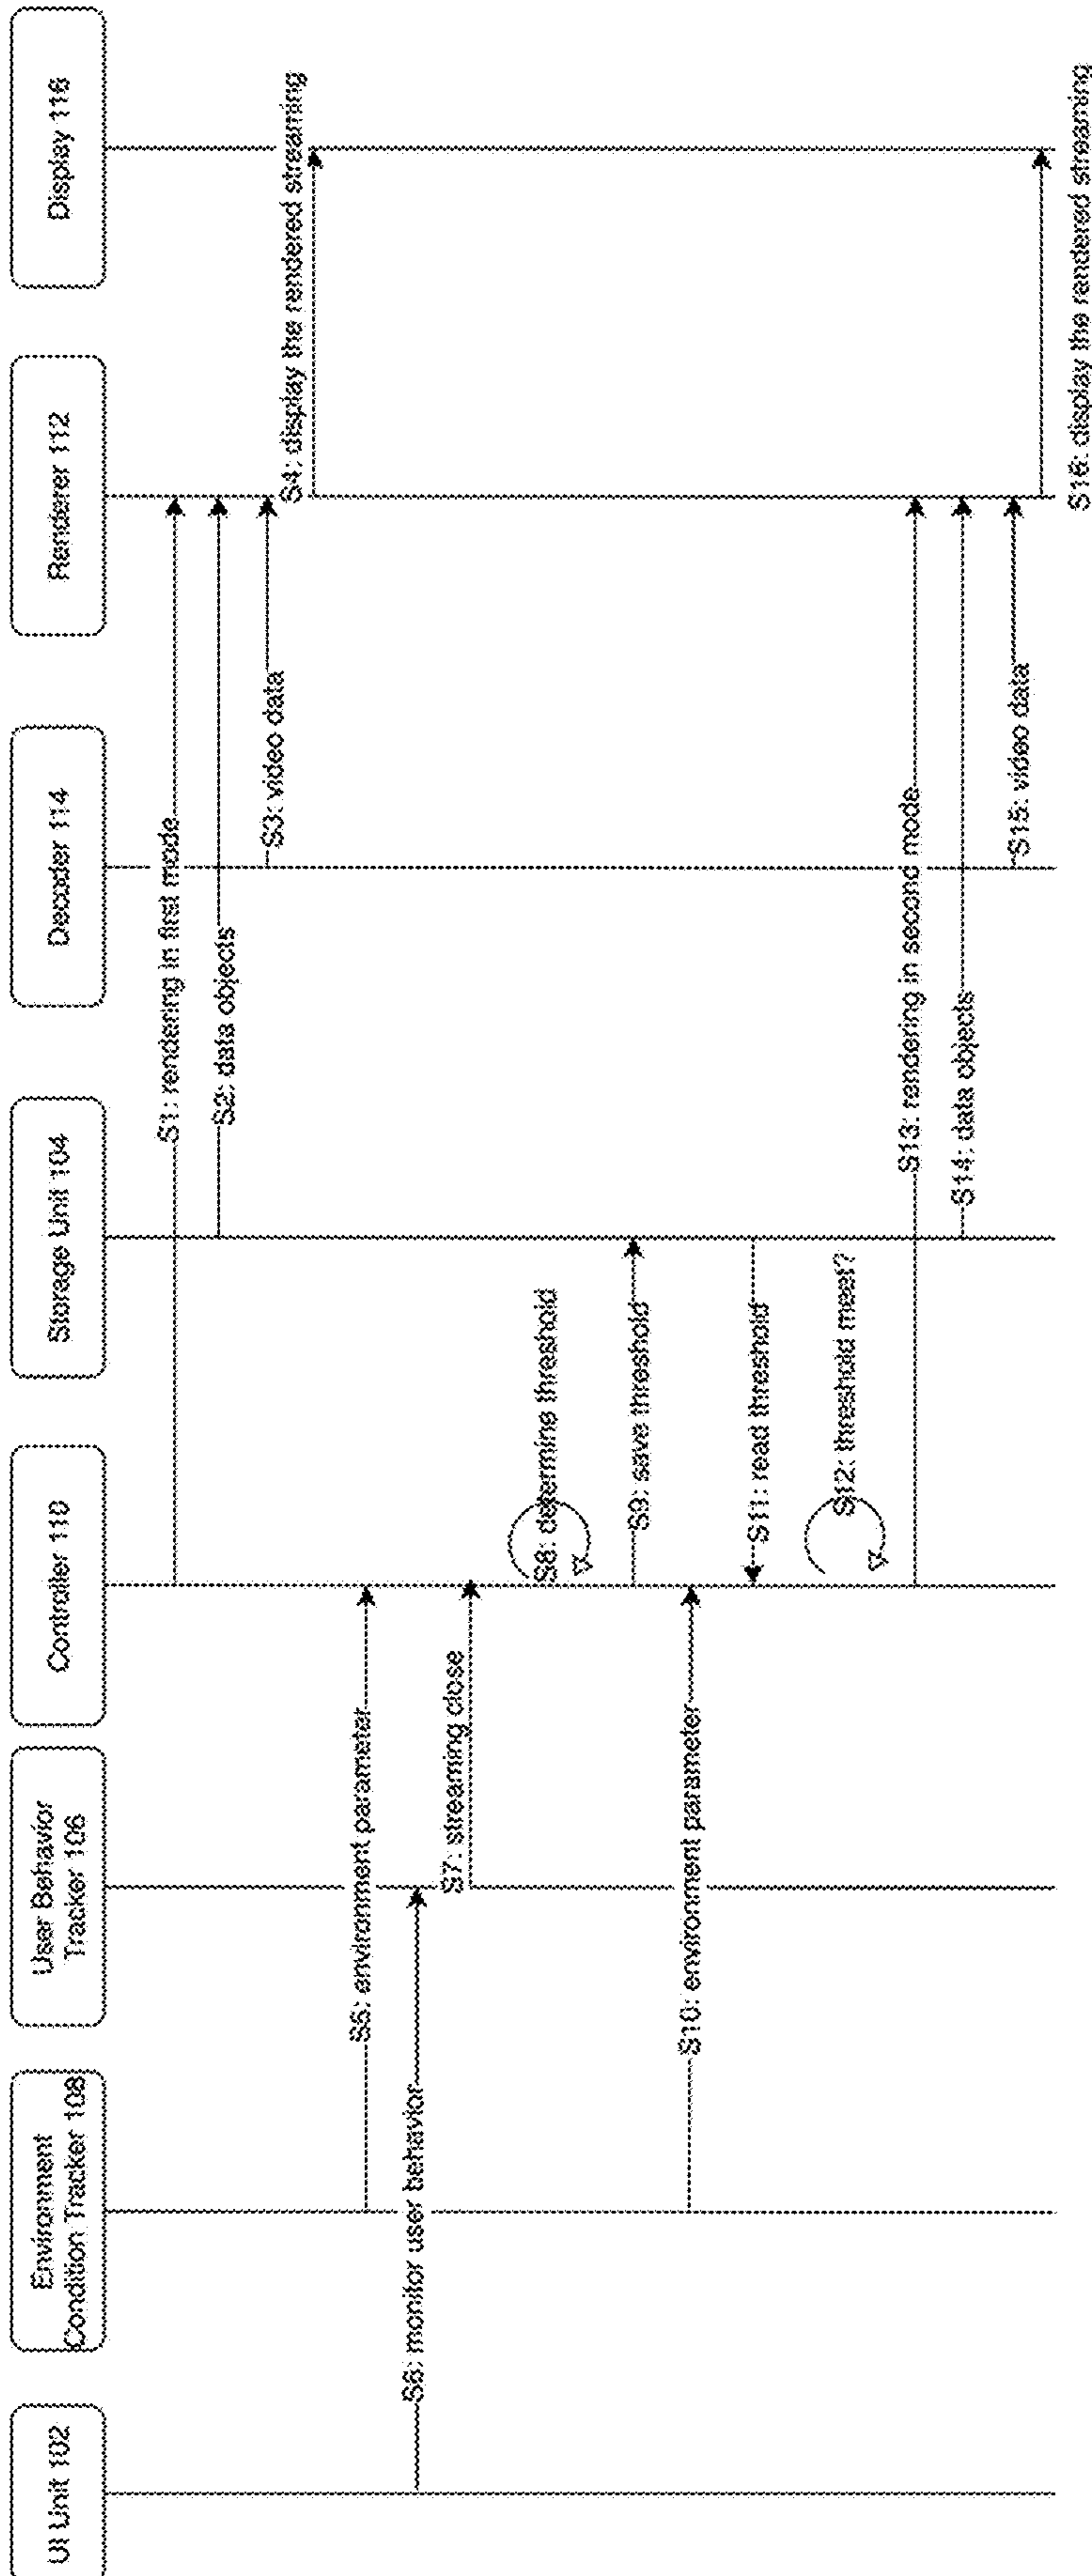 UI Unit 102
Environment
Condition Tracker 108
User Behavior
Tracker 106
Controller 110
Storage Unit 104
Decoder 114
Renderer 112
Display 116
S1: rendering in first mode
S2: data objects
S3: video data
S4: display the rendered streaming
S5: environment parameter
S6: monitor user behavior
S7: streaming close
S8: determine threshold
S9: save threshold
S10: environment parameter
S11: read threshold
S12: threshold meet?
S13: rendering in second mode
S14: data objects
S15: video data
S16: display the rendered streaming